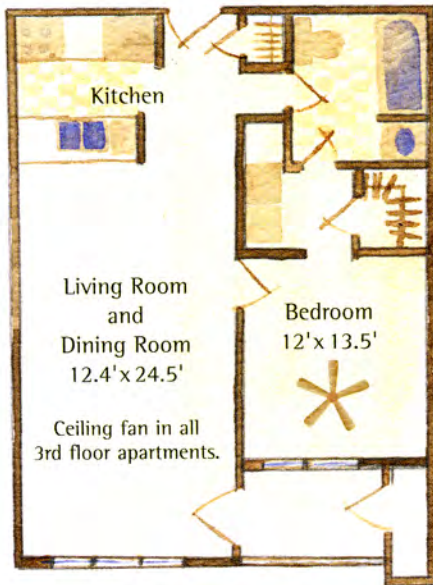 Kitchen
Living Room
and
Dining Room
12.4'x 24.5'
Ceiling fan in all
3rd floor apartments.
Bedroom
12'x 13.5'